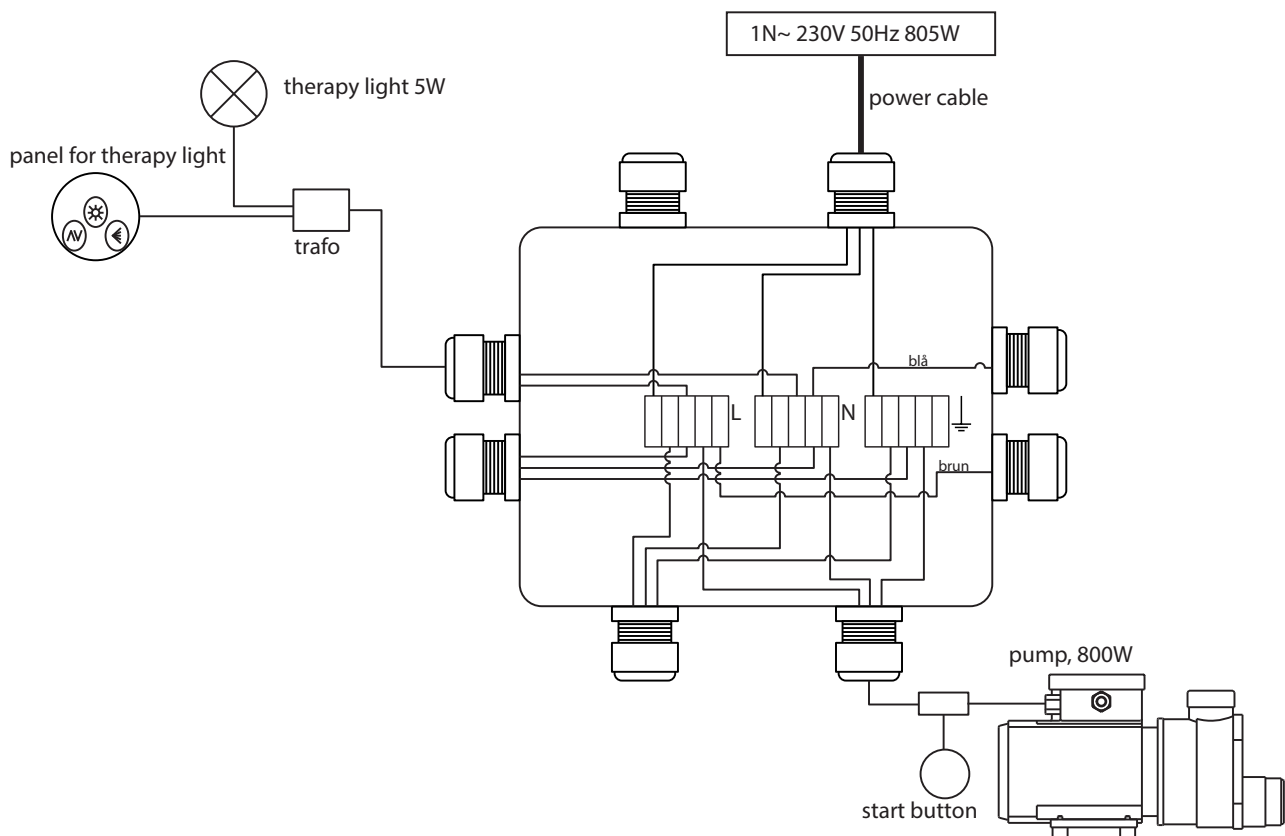 1N~ 230V 50Hz 805W
therapy light 5W
power cable
panel for therapy light
trafo
blå
L
N
brun
pump, 800W
start button